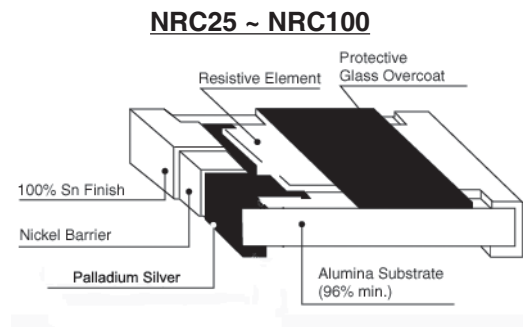 NRC25 ~ NRC100
Protective
Glass Overcoat
Resistive Element
100% Sn Finish
Nickel Barrier
Palladium Silver
Alumina Substrate
(96% min.)